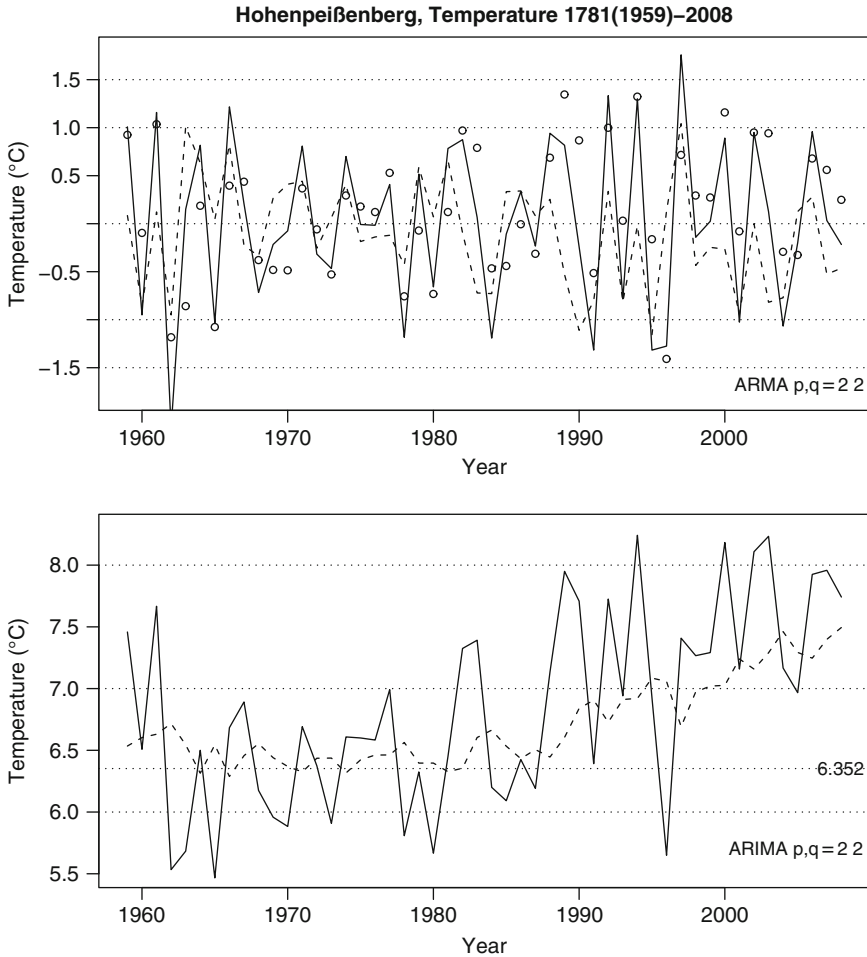 Hohenpeißenberg, Temperature 1781(1959)–2008
Temperature (°C)
1.5
1.0
0.5
−0.5
−1.5
ARMA p,q=2 2
1960 1970 1980 1990 2000
Year
Temperature (°C)
8.0
7.5
7.0
6.5
6.0
5.5
6.352
ARIMA p,q=2 2
1960 1970 1980 1990 2000
Year